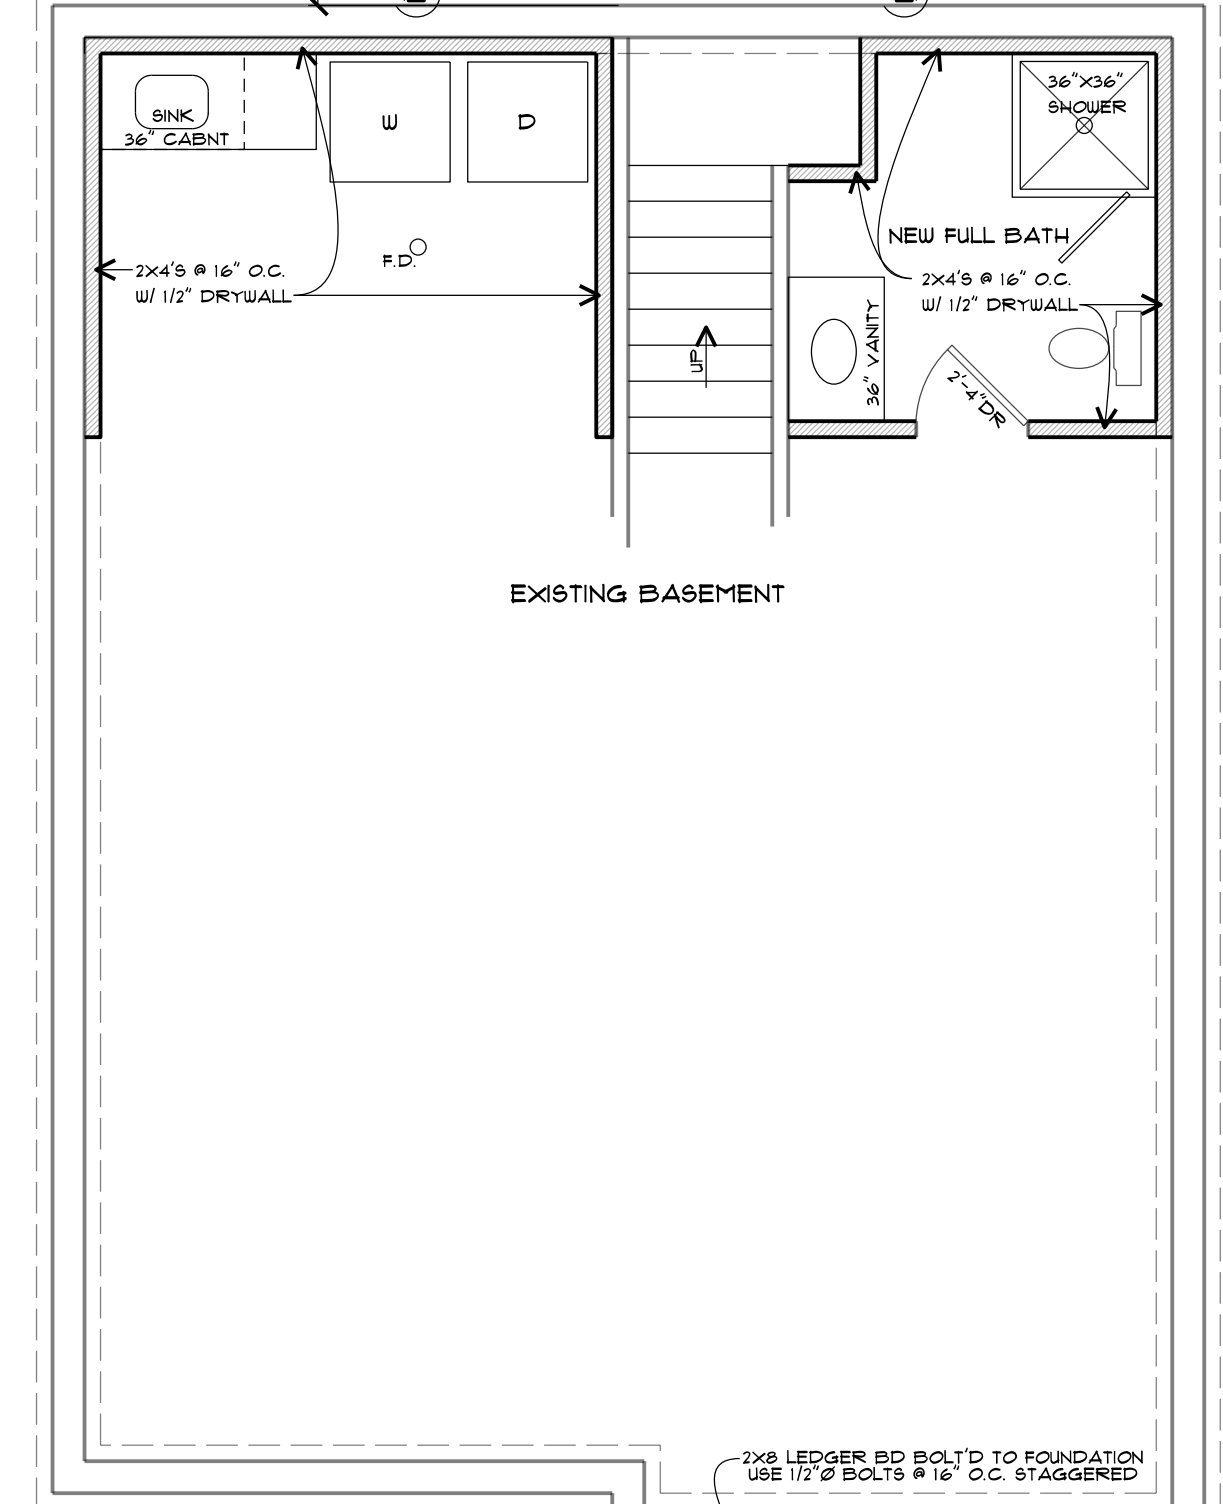 SINK
36" CABNT
W
D
36"X36"
SHOWER
NEW FULL BATH
F.D.
2X4'S @ 16" O.C.
W/ 1/2" DRYWALL
2X4'S @ 16" O.C.
W/ 1/2" DRYWALL
UP
36" VANITY
2'-4"DR
EXISTING BASEMENT
2X8 LEDGER BD BOLT'D TO FOUNDATION
USE 1/2"Ø BOLTS @ 16" O.C. STAGGERED